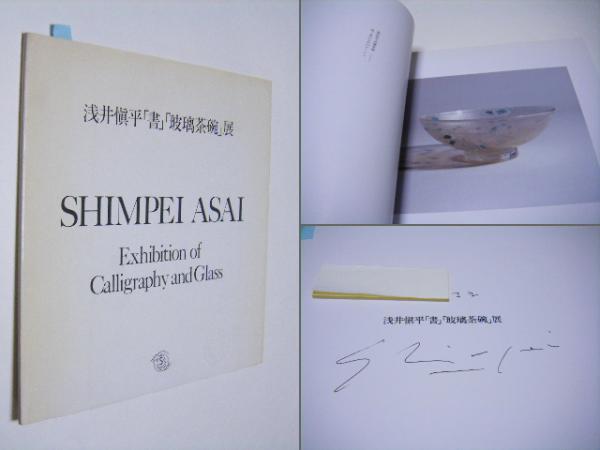 浅井愼平「書」「玻璃茶碗」展
SHIMPEI ASAI
Exhibition of
Calligraphy and Glass
浅井愼平「書」「玻璃茶碗」展
Shimpei